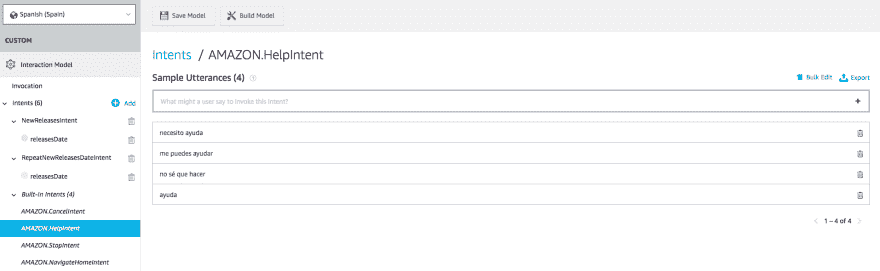 Spanish (Spain)
Save Model
Build Model
CUSTOM
Interaction Model
Invocation
Intents (6)
Add
NewReleasesIntent
releasesDate
RepeatNewReleasesDateIntent
releasesDate
Built-In Intents (4)
AMAZON.CancelIntent
AMAZON.HelpIntent
AMAZON.StopIntent
AMAZON.NavigateHomeIntent
Intents / AMAZON.HelpIntent
Sample Utterances (4)
Bulk Edit
Export
What might a user say to invoke this intent?
necesito ayuda
me puedes ayudar
no sé que hacer
ayuda
1 – 4 of 4